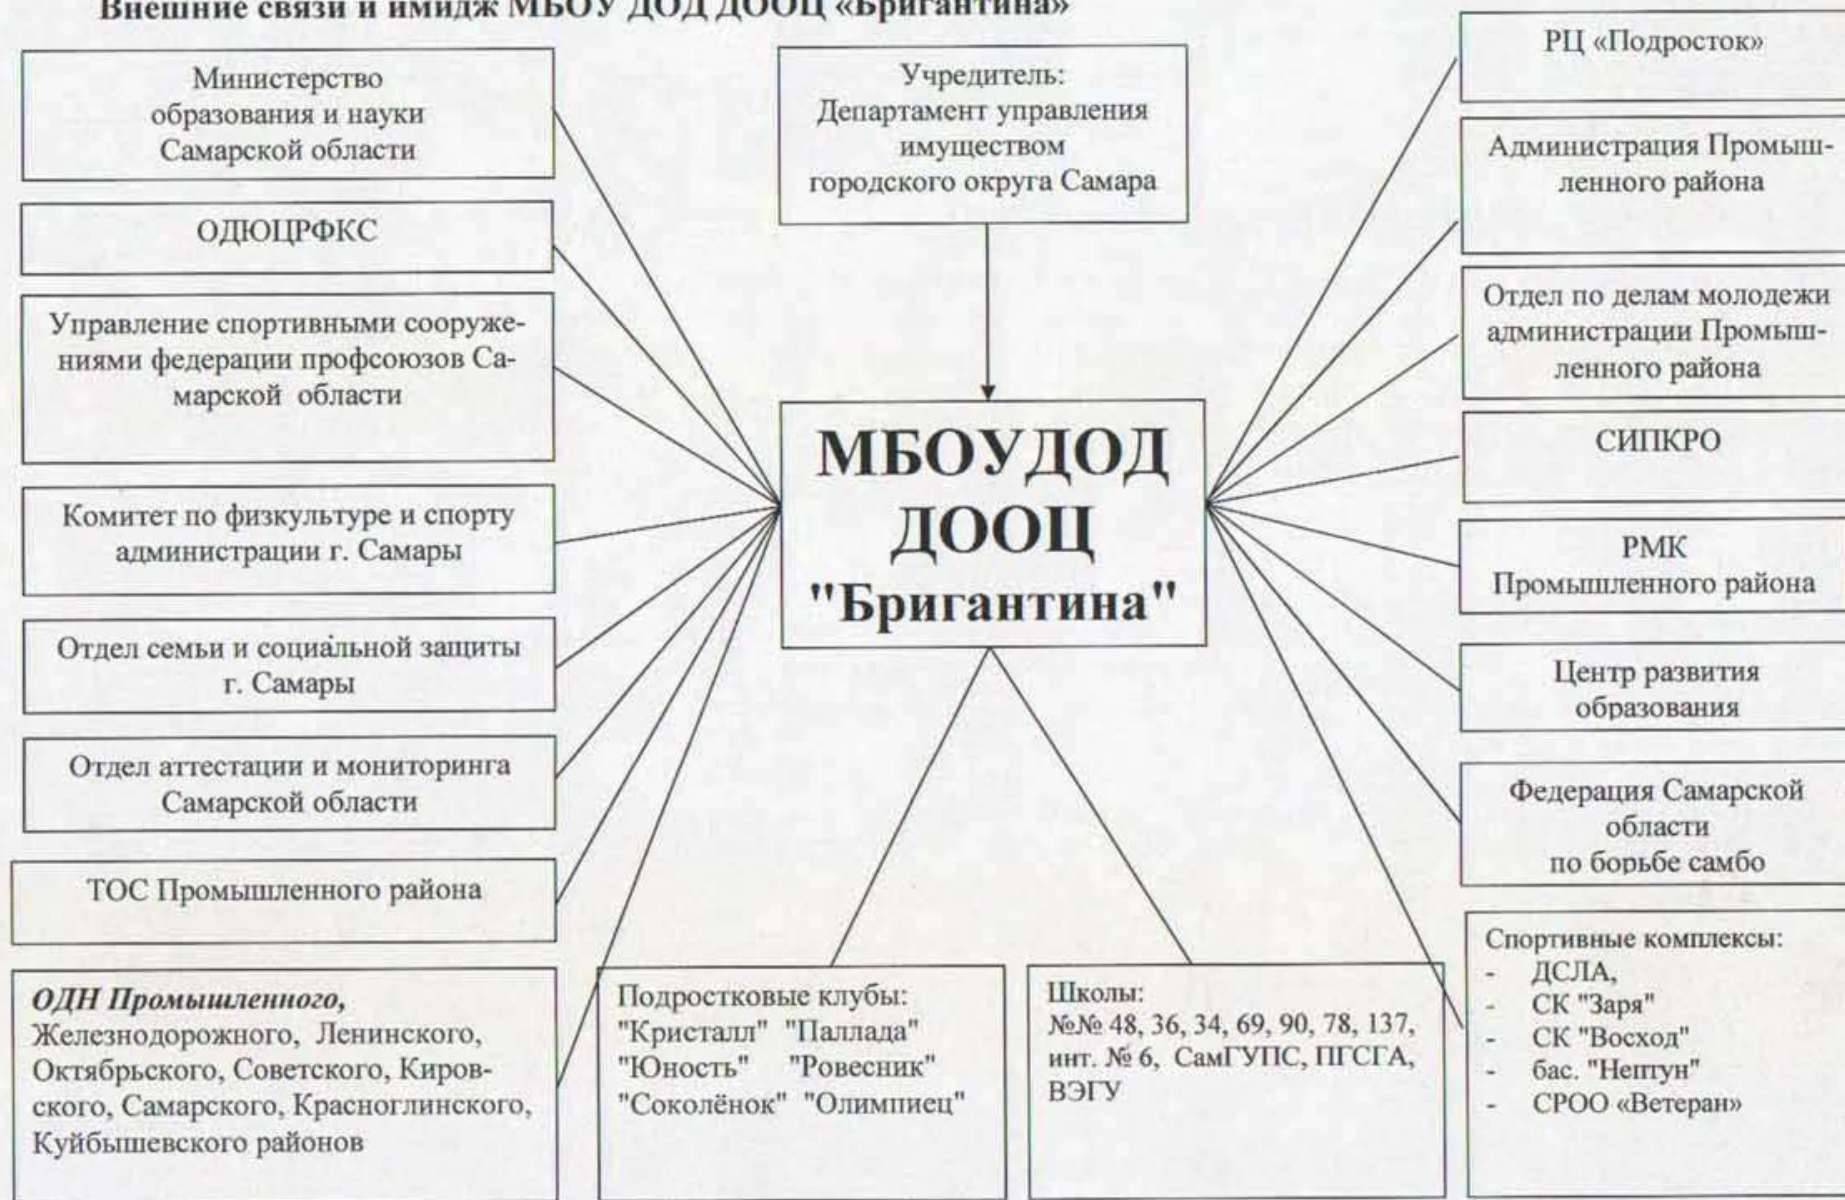 Внешние связи и имидж МБОУ ДОД ДООЦ «Бригантина»
Министерство
образования и науки
Самарской области
ОДЮЦРФКС
Управление спортивными сооруже-
ниями федерации профсоюзов Са-
марской области
Комитет по физкультуре и спорту
администрации г. Самары
Отдел семьи и социальной защиты
г. Самары
Отдел аттестации и мониторинга
Самарской области
ТОС Промышленного района
ОДН Промышленного,
Железнодорожного, Ленинского,
Октябрьского, Советского, Киров-
ского, Самарского, Красноглинского,
Куйбышевского районов
Учредитель:
Департамент управления
имуществом
городского округа Самара
МБОУДОД
ДООЦ
"Бригантина"
Подростковые клубы:
"Кристалл" "Паллада"
"Юность" "Ровесник"
"Соколёнок" "Олимпиец"
Школы:
№№ 48, 36, 34, 69, 90, 78, 137,
инт. № 6, СамГУПС, ПГСГА,
ВЭГУ
РЦ «Подросток»
Администрация Промыш-
ленного района
Отдел по делам молодежи
администрации Промыш-
ленного района
СИПКРО
РМК
Промышленного района
Центр развития
образования
Федерация Самарской
области
по борьбе самбо
Спортивные комплексы:
- ДСЛА,
- СК "Заря"
- СК "Восход"
- бас. "Нептун"
- СРОО «Ветеран»